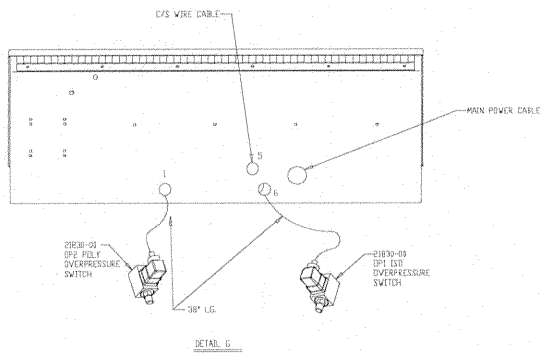 C/S WIRE CABLE
MAIN POWER CABLE
5
1
6
21830-00
OP2 POLY
OVERPRESSURE
SWITCH
21830-00
OP1 ISO
OVERPRESSURE
SWITCH
38" LG.
DETAIL G